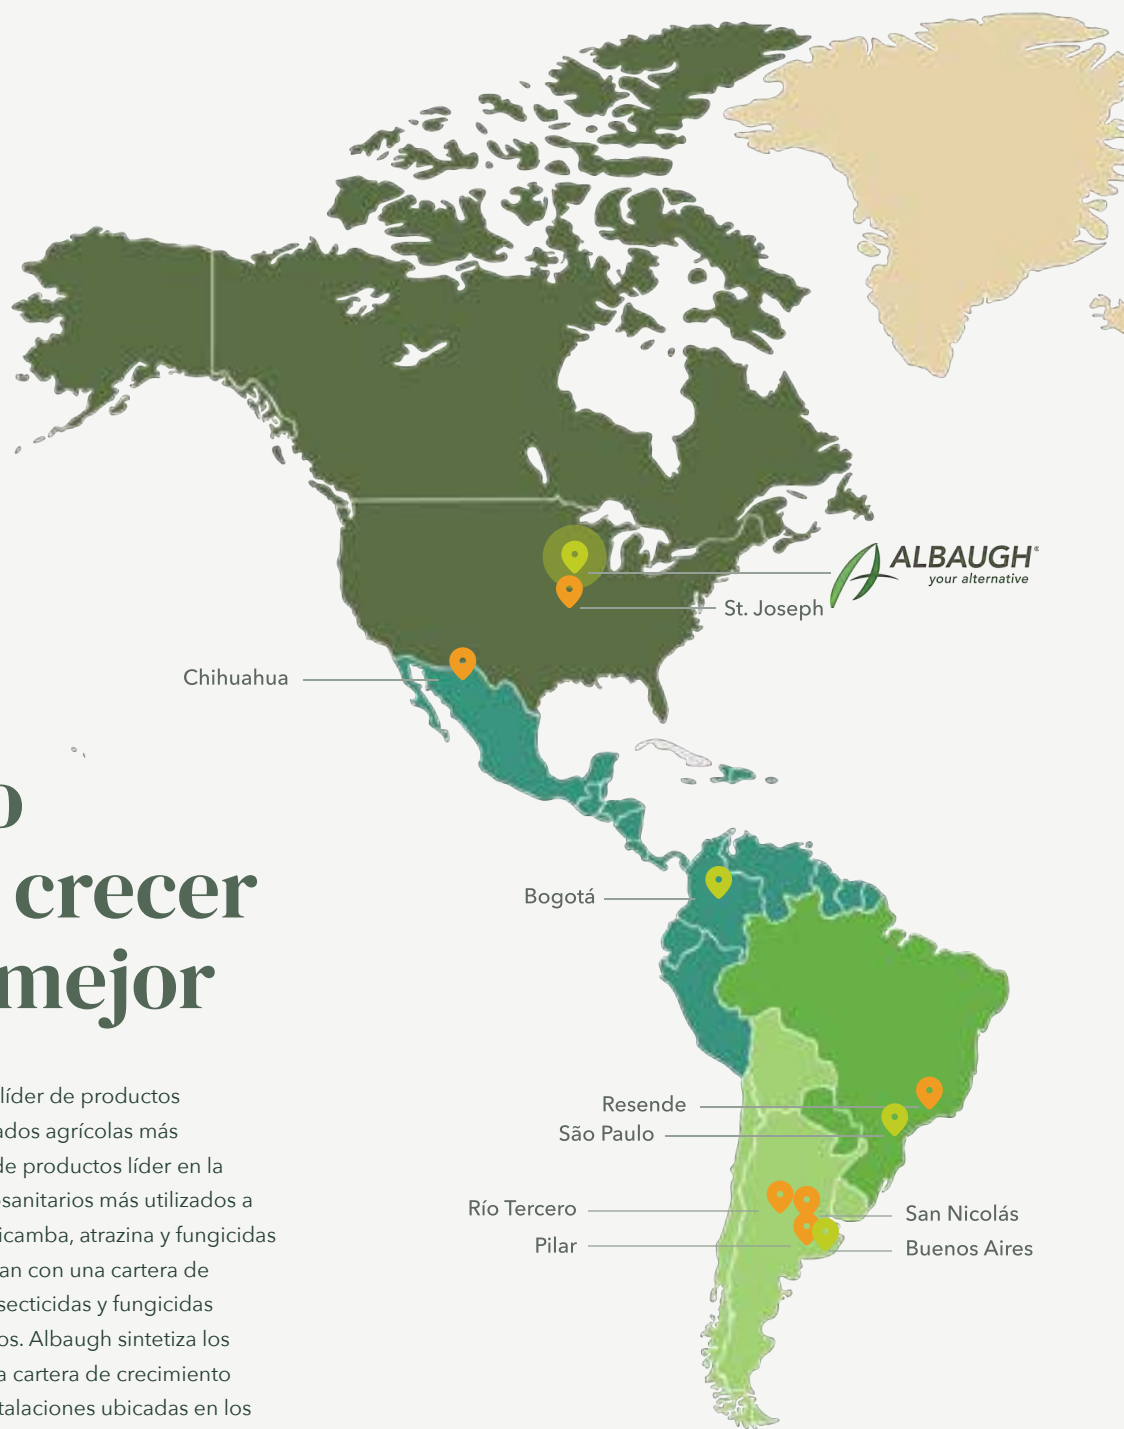 ALBAUGH®
your alternative
St. Joseph
Chihuahua
o
crecer
mejor
Bogotá
líder de productos
ados agrícolas más
de productos líder en la
osanitarios más utilizados a
icamba, atrazina y fungicidas
an con una cartera de
secticidas y fungicidas
os. Albaugh sintetiza los
a cartera de crecimiento
talaciones ubicadas en los
Resende
São Paulo
Río Tercero
San Nicolás
Pilar
Buenos Aires